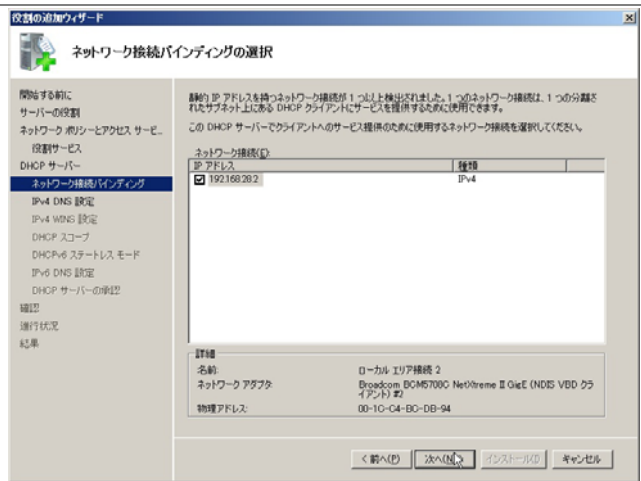 役割の追加ウィザード
ネットワーク接続バインディングの選択
開始する前に
サーバーの役割
ネットワーク ポリシーとアクセス サービ...
役割サービス
DHCP サーバー
ネットワーク接続バインディング
IPv4 DNS 設定
IPv4 WINS 設定
DHCP スコープ
DHCPv6 ステートレス モード
IPv6 DNS 設定
DHCP サーバーの承認
確認
進行状況
結果
静的 IP アドレスを持つネットワーク接続が 1 つ以上検出されました。1 つのネットワーク接続は、1 つの分離さ
れたサブネット上にある DHCP クライアントにサービスを提供するために使用できます。
この DHCP サーバーでクライアントへのサービス提供のために使用するネットワーク接続を選択してください。
ネットワーク接続(E):
IP アドレス 種類
192.168.20.2 IPv4
詳細
名前: ローカル エリア接続 2
ネットワーク アダプタ: Broadcom BCM5708C NetXtreme II GigE (NDIS VBD クラ
イアント) #2
物理アドレス: 00-1C-C4-BC-DB-94
< 前へ(P) 次へ(N) > インストール(I) キャンセル